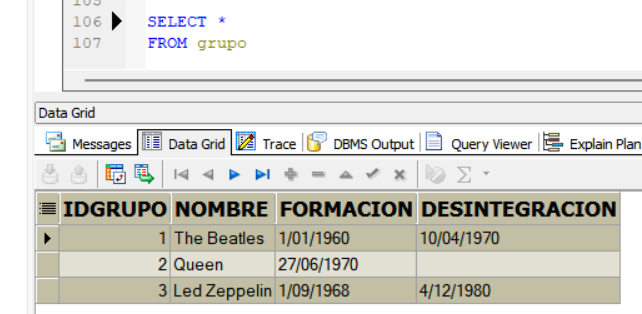 105
106 SELECT *
107 FROM grupo
Data Grid
Messages Data Grid Trace DBMS Output Query Viewer Explain Plan
IDGRUPO NOMBRE FORMACION DESINTEGRACION
1 The Beatles 1/01/1960 10/04/1970
2 Queen 27/06/1970
3 Led Zeppelin 1/09/1968 4/12/1980